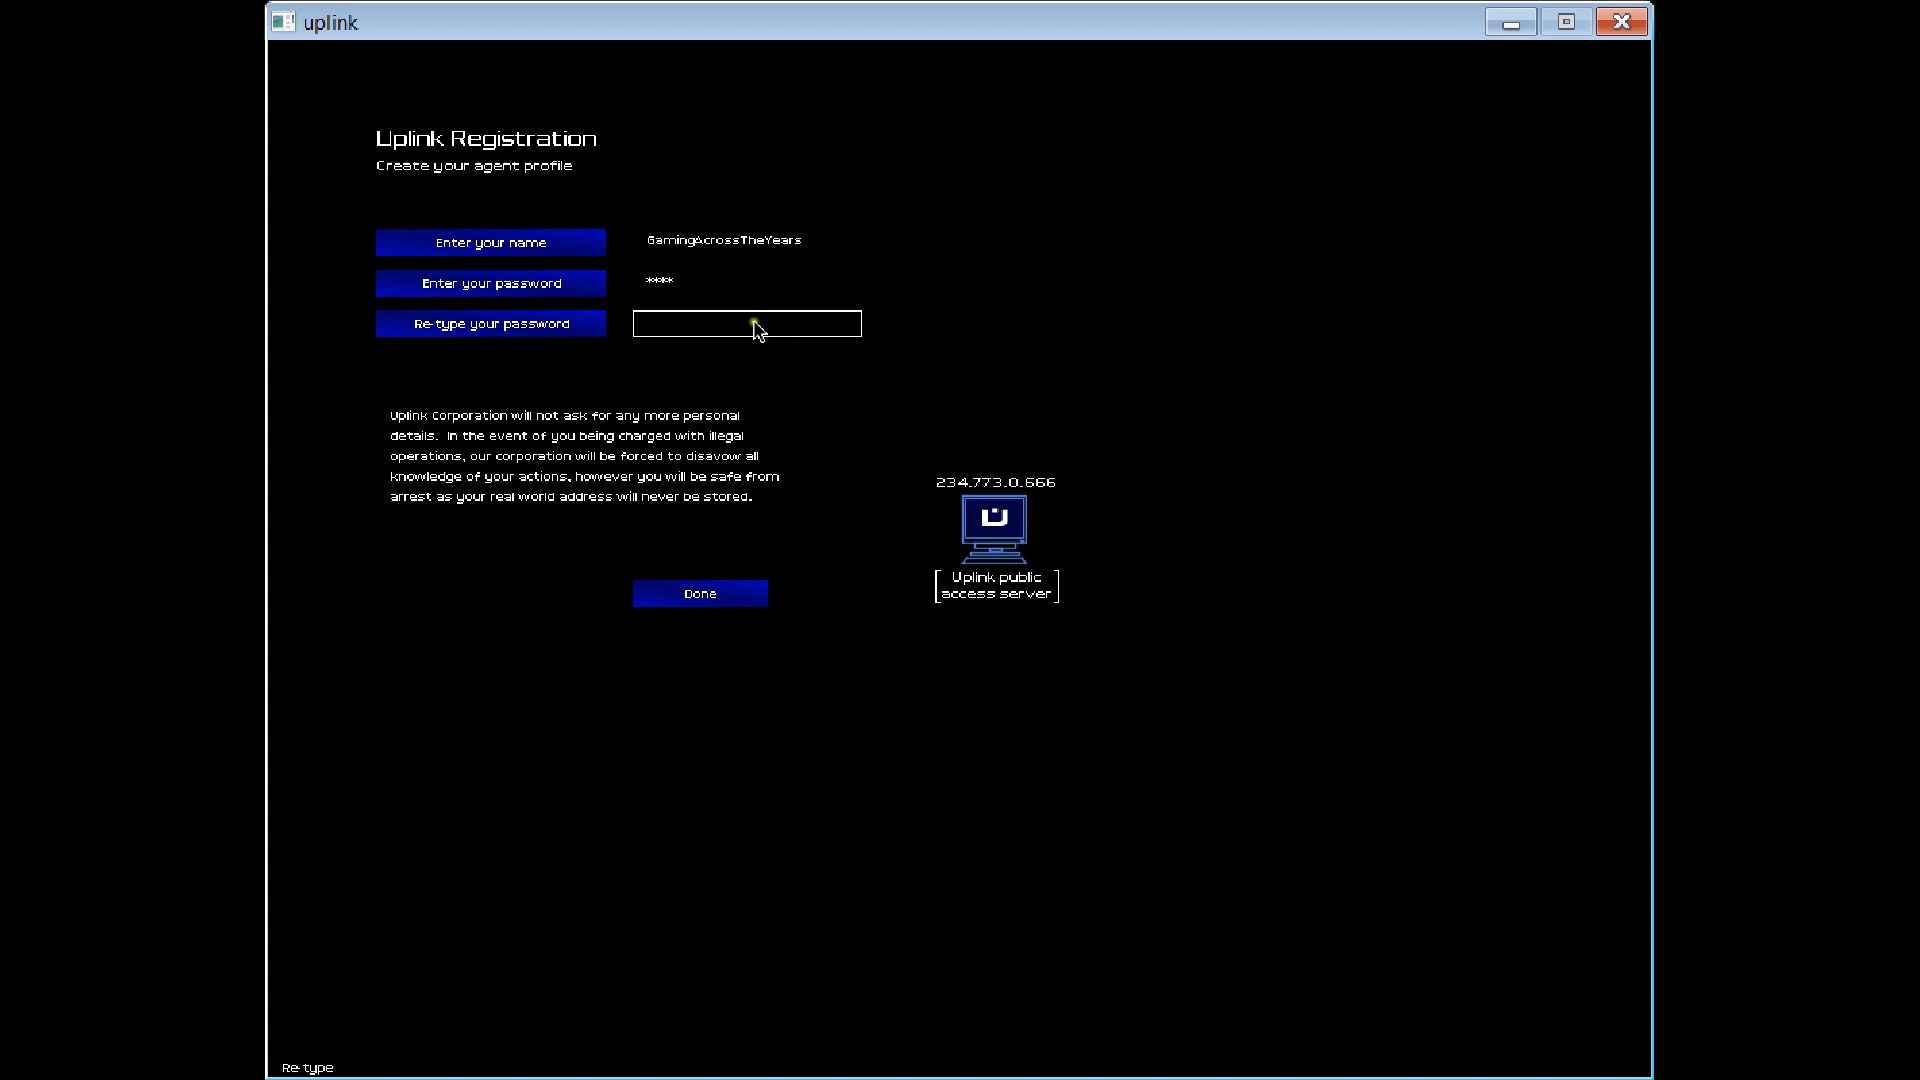 uplink
Uplink Registration
Create your agent profile
Enter your name
GamingAcrossTheYears
Enter your password
****
Re-type your password
Uplink Corporation will not ask for any more personal
details.  In the event of you being charged with illegal
operations, our corporation will be forced to disavow all
knowledge of your actions, however you will be safe from
arrest as your real world address will never be stored.
234.773.0.666
U
Uplink public
access server
Done
Re-type